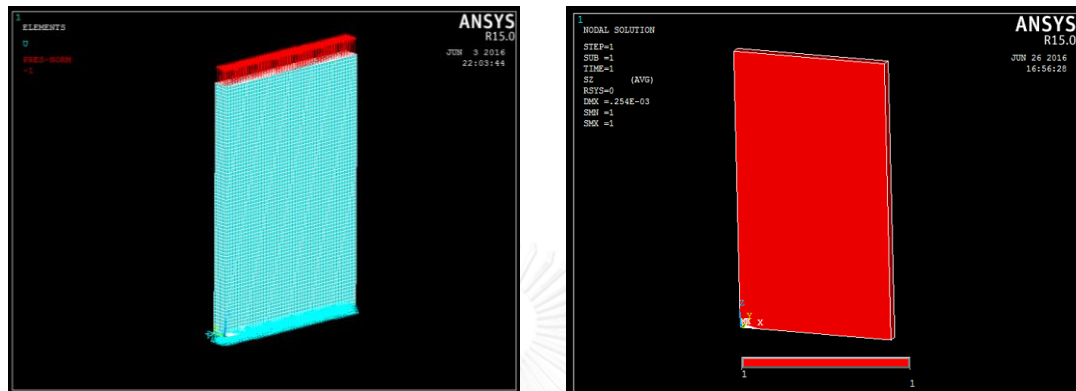 1
ELEMENTS
U
PRES-NORM
-1
ANSYS
R15.0
JUN 3 2016
22:03:44
1
NODAL SOLUTION
STEP=1
SUB =1
TIME=1
SZ (AVG)
RSYS=0
DMX =.254E-03
SMN =1
SMX =1
ANSYS
R15.0
JUN 26 2016
16:56:28
Z
Y
X
1
1